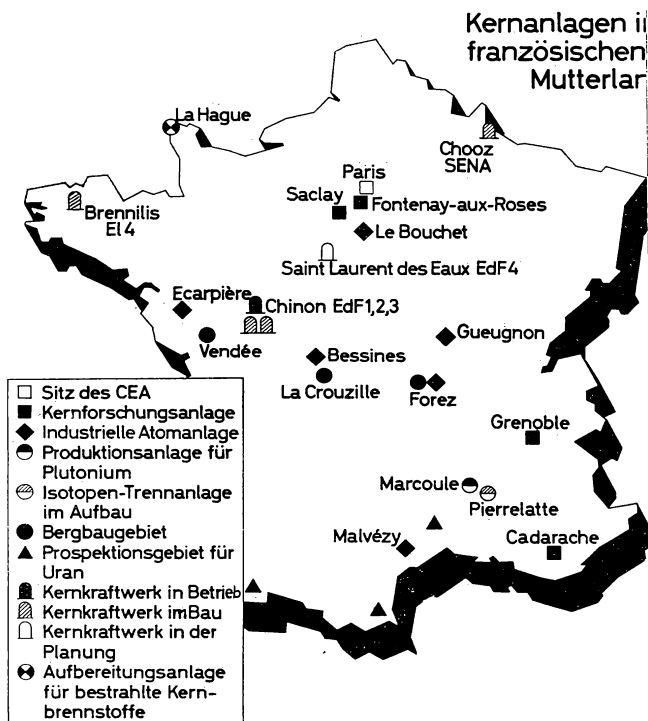 Kernanlagen i
französischen
Mutterlar
La Hague
Chooz
SENA
Paris
Saclay
Fontenay-aux-Roses
Brennilis
El 4
Le Bouchet
Saint Laurent des Eaux EdF4
Ecarpière
Chinon EdF1,2,3
Gueugnon
Vendée
Bessines
La Crouzille
Forez
Grenoble
Marcoule
Pierrelatte
Malvézy
Cadarache
Sitz des CEA
Kernforschungsanlage
Industrielle Atomanlage
Produktionsanlage für
Plutonium
Isotopen-Trennanlage
im Aufbau
Bergbaugebiet
Prospektionsgebiet für
Uran
Kernkraftwerk in Betrieb
Kernkraftwerk im Bau
Kernkraftwerk in der
Planung
Aufbereitungsanlage
für bestrahlte Kern-
brennstoffe